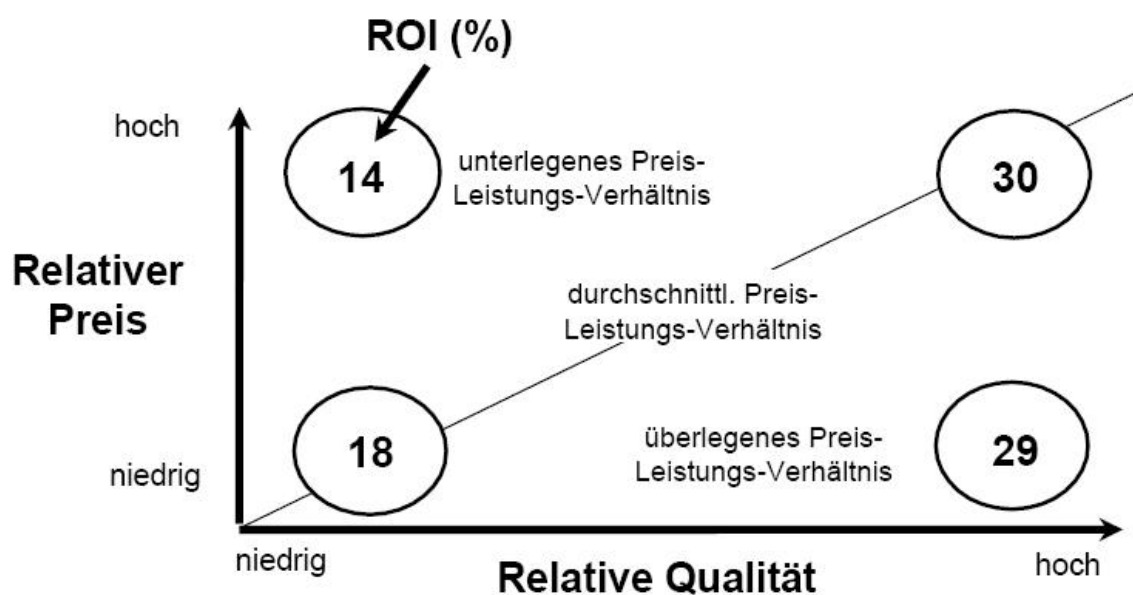 ROI (%)
hoch
14
unterlegenes Preis-
Leistungs-Verhältnis
30
Relativer
Preis
durchschnittl. Preis-
Leistungs-Verhältnis
18
überlegenes Preis-
Leistungs-Verhältnis
29
niedrig
niedrig
Relative Qualität
hoch